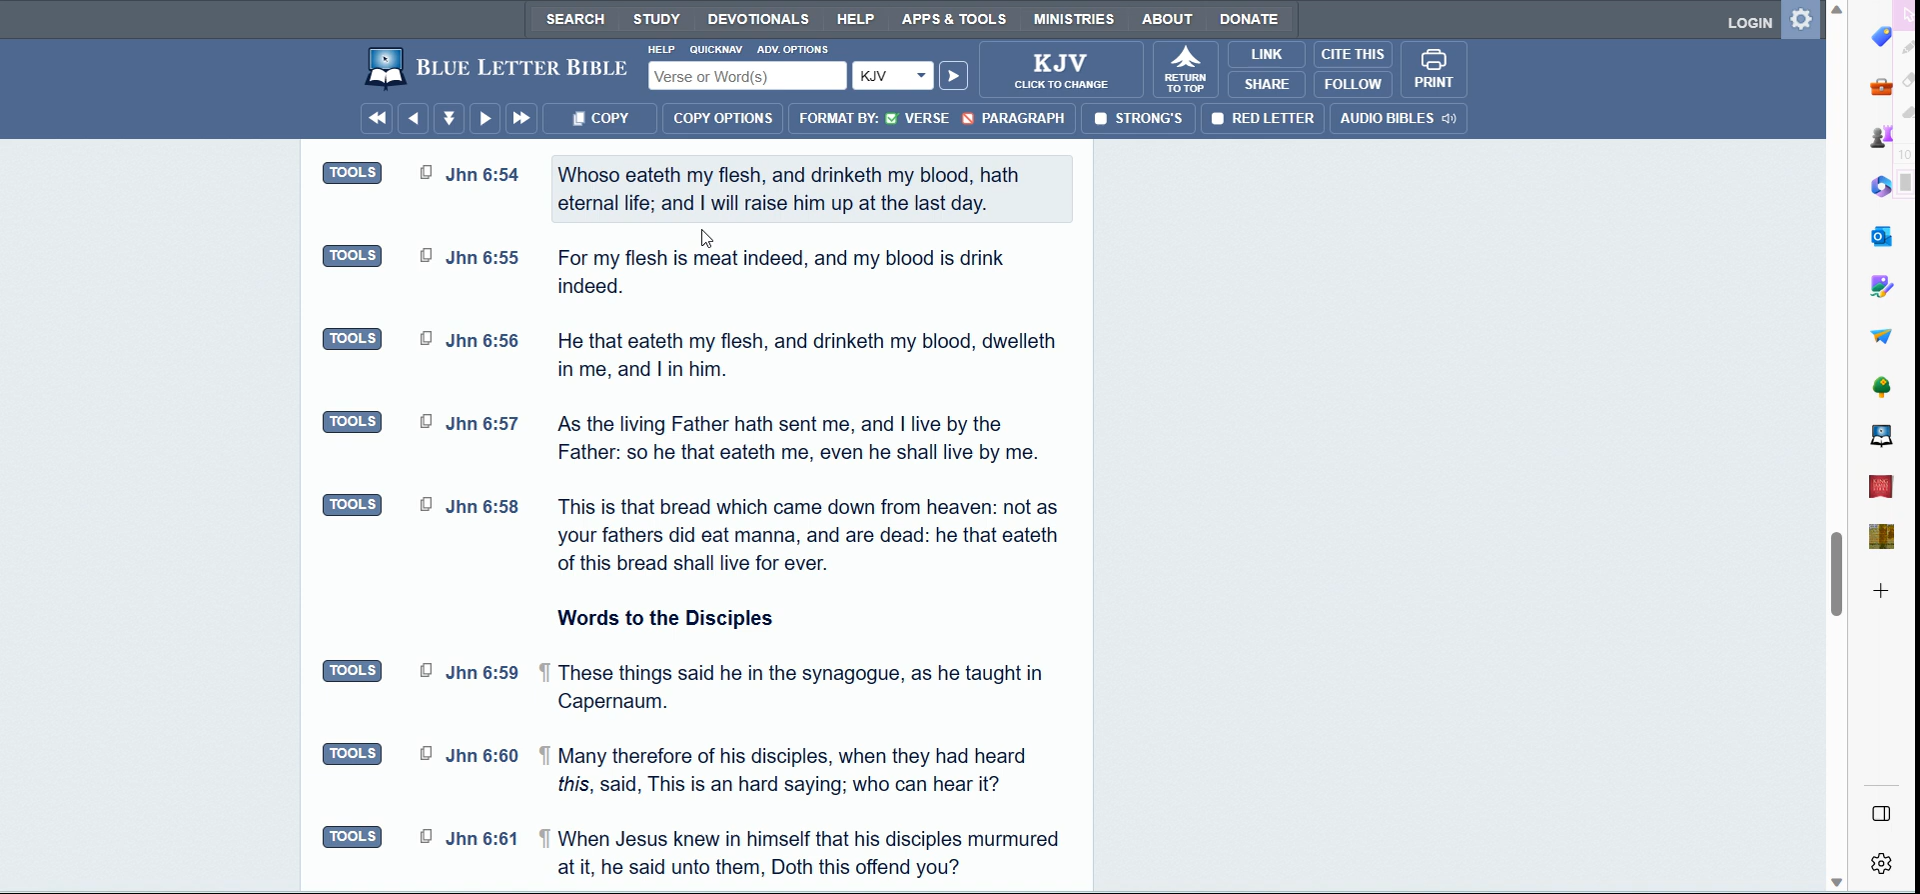 SEARCH STUDY DEVOTIONALS HELP APPS & TOOLS MINISTRIES ABOUT DONATE
LOGIN
BLUE LETTER BIBLE
HELP QUICKNAV ADV. OPTIONS
Verse or Word(s)
KJV
KJV
CLICK TO CHANGE
RETURN
TO TOP
LINK
CITE THIS
SHARE
FOLLOW
PRINT
COPY
COPY OPTIONS
FORMAT BY: VERSE PARAGRAPH
STRONG'S
RED LETTER
AUDIO BIBLES
TOOLS Jhn 6:54 Whoso eateth my flesh, and drinketh my blood, hath
eternal life; and I will raise him up at the last day.
TOOLS Jhn 6:55 For my flesh is meat indeed, and my blood is drink
indeed.
TOOLS Jhn 6:56 He that eateth my flesh, and drinketh my blood, dwelleth
in me, and I in him.
TOOLS Jhn 6:57 As the living Father hath sent me, and I live by the
Father: so he that eateth me, even he shall live by me.
TOOLS Jhn 6:58 This is that bread which came down from heaven: not as
your fathers did eat manna, and are dead: he that eateth
of this bread shall live for ever.
Words to the Disciples
TOOLS Jhn 6:59 ¶ These things said he in the synagogue, as he taught in
Capernaum.
TOOLS Jhn 6:60 ¶ Many therefore of his disciples, when they had heard
this, said, This is an hard saying; who can hear it?
TOOLS Jhn 6:61 ¶ When Jesus knew in himself that his disciples murmured
at it, he said unto them, Doth this offend you?
10